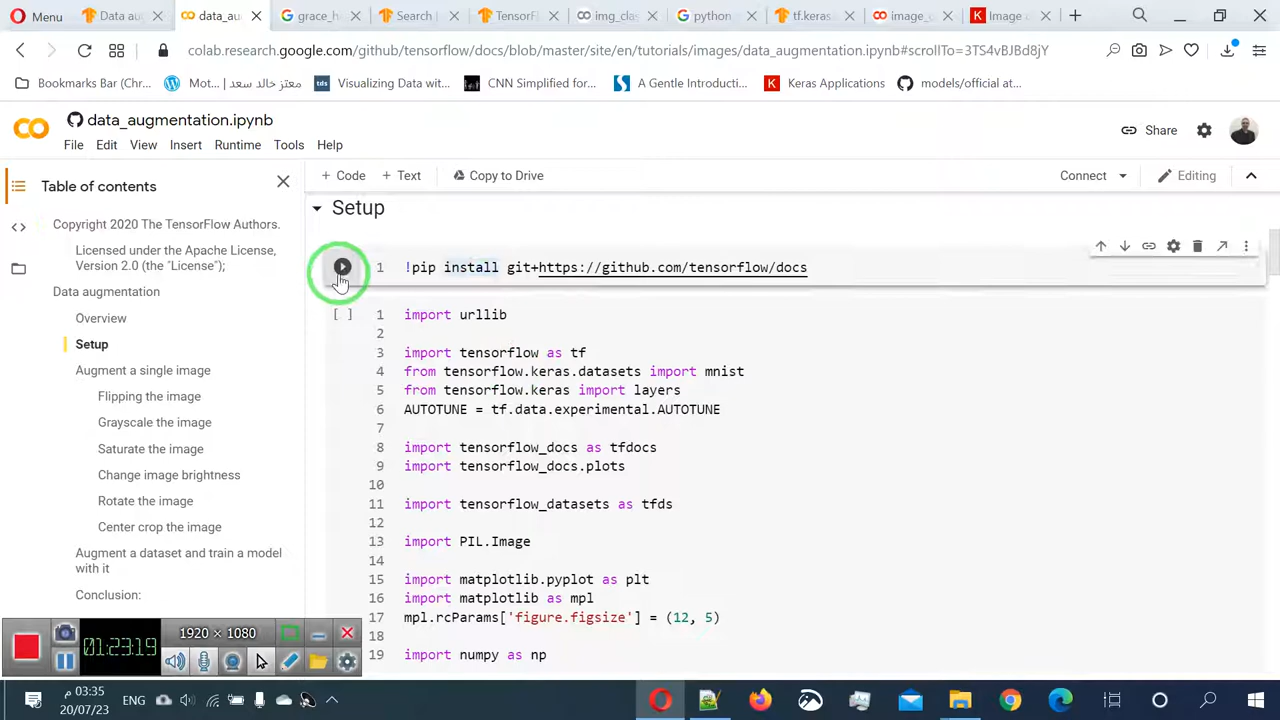 Menu
Data au
data_au
grace_h
Search
TensorF
img_clas
python
tf.keras
image_c
Image c
colab.research.google.com/github/tensorflow/docs/blob/master/site/en/tutorials/images/data_augmentation.ipynb#scrollTo=3TS4vBJBd8jY
Bookmarks Bar (Chr...
معتز خالد سعد | Mot...
tds Visualizing Data wi...
CNN Simplified for...
A Gentle Introducti...
K Keras Applications
models/official at...
data_augmentation.ipynb
Share
File Edit View Insert Runtime Tools Help
Table of contents
+ Code + Text Copy to Drive
Connect
Editing
Copyright 2020 The TensorFlow Authors.
Licensed under the Apache License,
Version 2.0 (the "License");
Data augmentation
Overview
Setup
Augment a single image
Flipping the image
Grayscale the image
Saturate the image
Change image brightness
Rotate the image
Center crop the image
Augment a dataset and train a model
with it
Conclusion:
Setup
1 !pip install git+https://github.com/tensorflow/docs
[ ] 1 import urllib
2
3 import tensorflow as tf
4 from tensorflow.keras.datasets import mnist
5 from tensorflow.keras import layers
6 AUTOTUNE = tf.data.experimental.AUTOTUNE
7
8 import tensorflow_docs as tfdocs
9 import tensorflow_docs.plots
10
11 import tensorflow_datasets as tfds
12
13 import PIL.Image
14
15 import matplotlib.pyplot as plt
16 import matplotlib as mpl
17 mpl.rcParams['figure.figsize'] = (12, 5)
18
19 import numpy as np
01:23:19
1920 × 1080
ENG
03:35 م
20/07/23